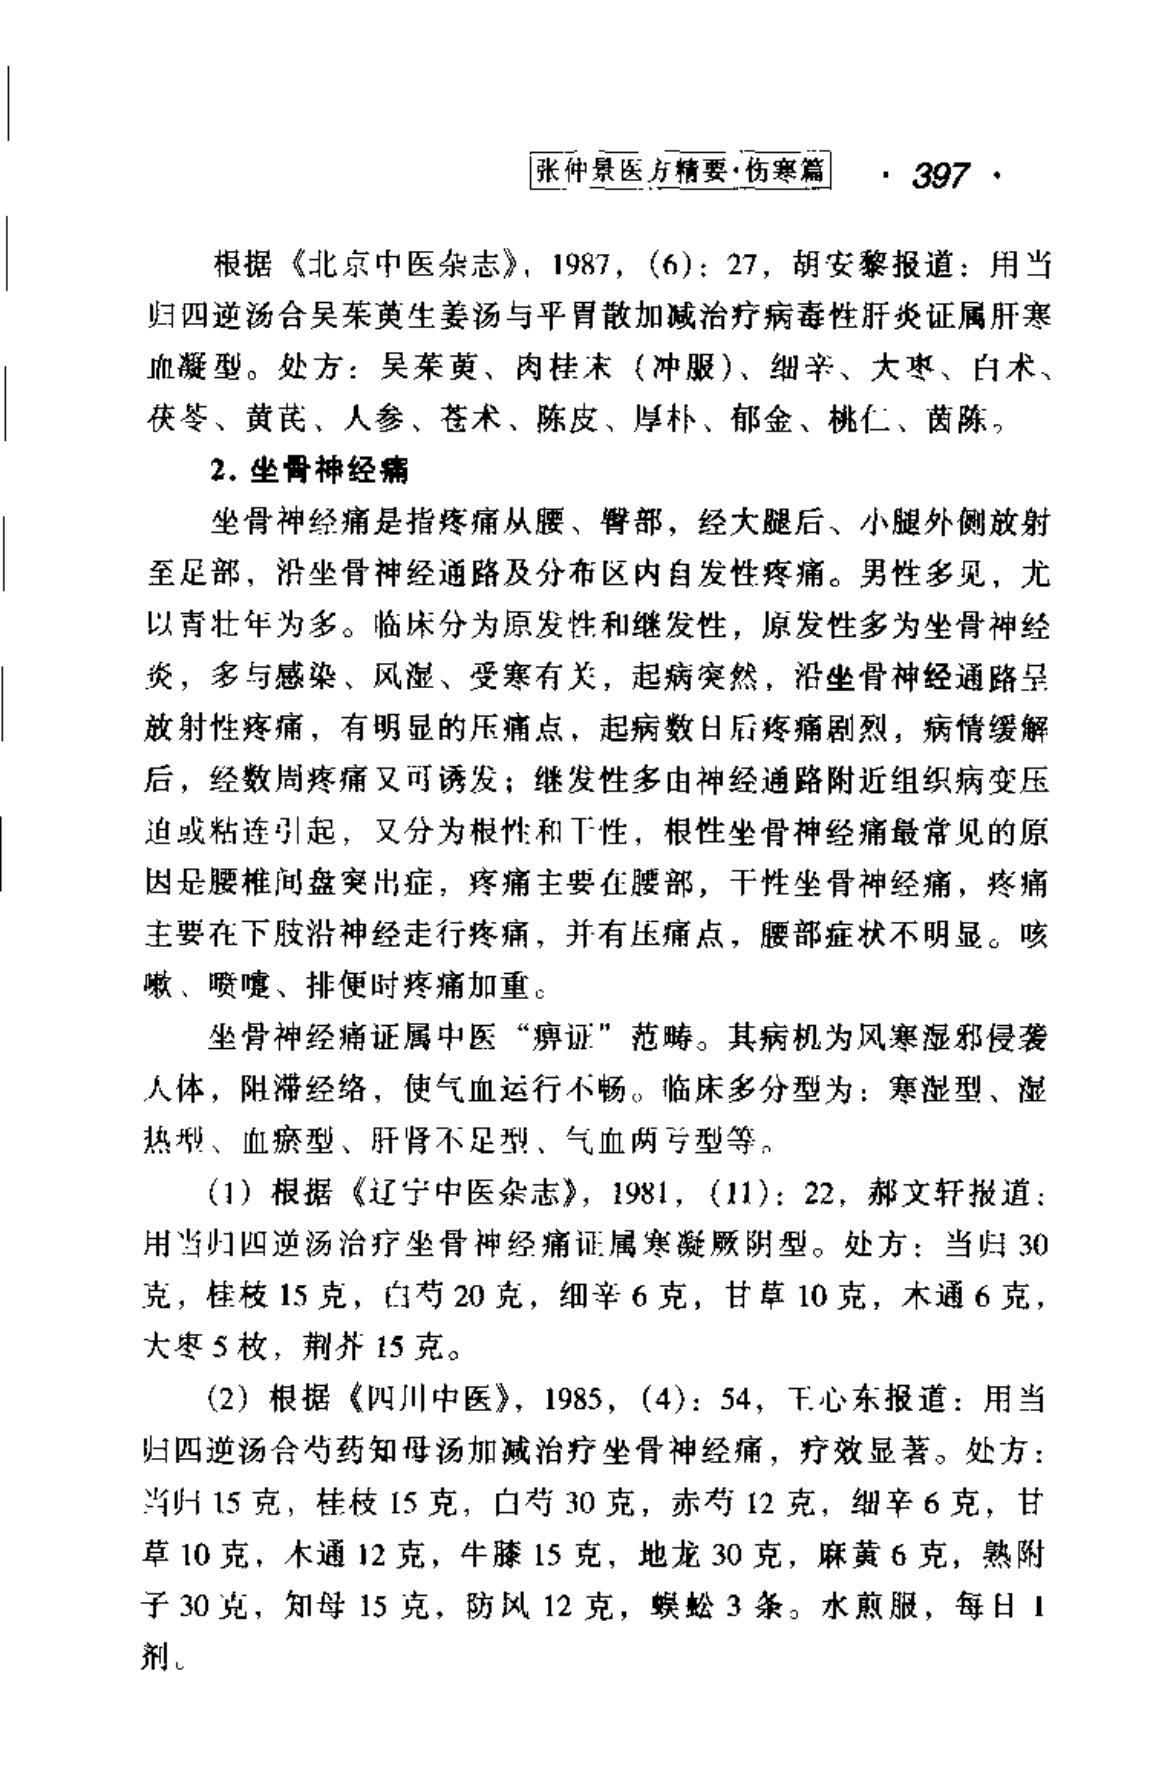 张仲景医方精要·伤寒篇 · 397 ·
根据《北京中医杂志》，1987，（6）：27，胡安黎报道：用当
归四逆汤合吴茱萸生姜汤与平胃散加减治疗病毒性肝炎证属肝寒
血凝型。处方：吴茱萸、肉桂末（冲服）、细辛、大枣、白术、
茯苓、黄芪、人参、苍术、陈皮、厚朴、郁金、桃仁、茵陈。
2. 坐骨神经痛
坐骨神经痛是指疼痛从腰、臀部，经大腿后、小腿外侧放射
至足部，沿坐骨神经通路及分布区内自发性疼痛。男性多见，尤
以青壮年为多。临床分为原发性和继发性，原发性多为坐骨神经
炎，多与感染、风湿、受寒有关，起病突然，沿坐骨神经通路呈
放射性疼痛，有明显的压痛点，起病数日后疼痛剧烈，病情缓解
后，经数周疼痛又可诱发；继发性多由神经通路附近组织病变压
迫或粘连引起，又分为根性和干性，根性坐骨神经痛最常见的原
因是腰椎间盘突出症，疼痛主要在腰部，干性坐骨神经痛，疼痛
主要在下肢沿神经走行疼痛，并有压痛点，腰部症状不明显。咳
嗽、喷嚏、排便时疼痛加重。
坐骨神经痛证属中医“痹证”范畴。其病机为风寒湿邪侵袭
人体，阻滞经络，使气血运行不畅。临床多分型为：寒湿型、湿
热型、血瘀型、肝肾不足型、气血两亏型等。
（1）根据《辽宁中医杂志》，1981，（11）：22，郝文轩报道：
用当归四逆汤治疗坐骨神经痛证属寒凝厥阴型。处方：当归 30
克，桂枝 15 克，白芍 20 克，细辛 6 克，甘草 10 克，木通 6 克，
大枣 5 枚，荆芥 15 克。
（2）根据《四川中医》，1985，（4）：54，王心东报道：用当
归四逆汤合芍药知母汤加减治疗坐骨神经痛，疗效显著。处方：
当归 15 克，桂枝 15 克，白芍 30 克，赤芍 12 克，细辛 6 克，甘
草 10 克，木通 12 克，牛膝 15 克，地龙 30 克，麻黄 6 克，熟附
子 30 克，知母 15 克，防风 12 克，蜈蚣 3 条。水煎服，每日 1
剂。